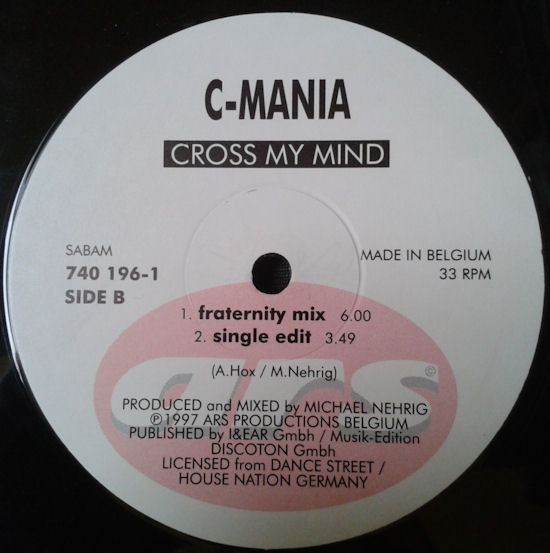 C-MANIA
CROSS MY MIND
SABAM
740 196-1
SIDE B
MADE IN BELGIUM
33 RPM
1. fraternity mix 6.00
2. single edit 3.49
ars ©
(A.Hox / M.Nehrig)
PRODUCED and MIXED by MICHAEL NEHRIG
℗1997 ARS PRODUCTIONS BELGIUM
PUBLISHED by I&EAR GmbH / Musik-Edition
DISCOTON GmbH
LICENSED from DANCE STREET /
HOUSE NATION GERMANY